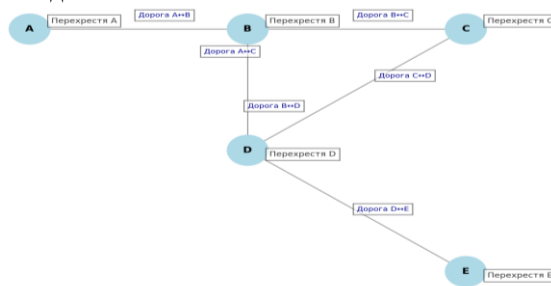 Дорога A↔B
Дорога B↔C
A
Перехрестя A
B
Перехрестя B
C
Перехрестя C
Дорога A↔C
Дорога C↔D
Дорога B↔D
D
Перехрестя D
Дорога D↔E
E
Перехрестя E